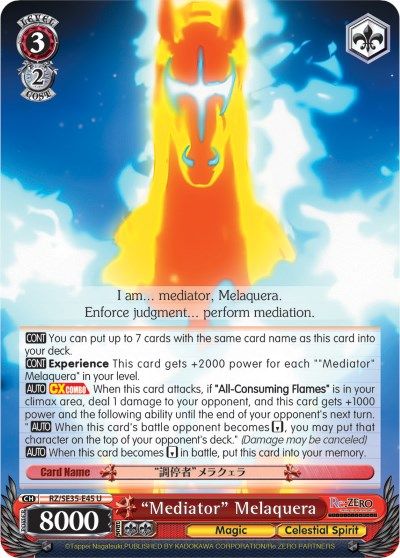 LEVEL
3
2
COST
I am... mediator, Melaquera.
Enforce judgment... perform mediation.
CONT You can put up to 7 cards with the same card name as this card into
your deck.
CONT Experience This card gets +2000 power for each ""Mediator"
Melaquera" in your level.
AUTO CXCOMBO When this card attacks, if "All-Consuming Flames" is in your
climax area, deal 1 damage to your opponent, and this card gets +1000
power and the following ability until the end of your opponent's next turn.
" AUTO When this card's battle opponent becomes [▼], you may put that
character on the top of your opponent's deck." (Damage may be canceled)
AUTO When this card becomes [▼] in battle, put this card into your memory.
Card Name "調停者"メラクェラ
CH RZ/SE35-E45 U
POWER 8000 SOUL
"Mediator" Melaquera Re:ZERO
Magic Celestial Spirit
©Tappei Nagatsuki,PUBLISHED BY KADOKAWA CORPORATION/Re:ZERO PARTNERS